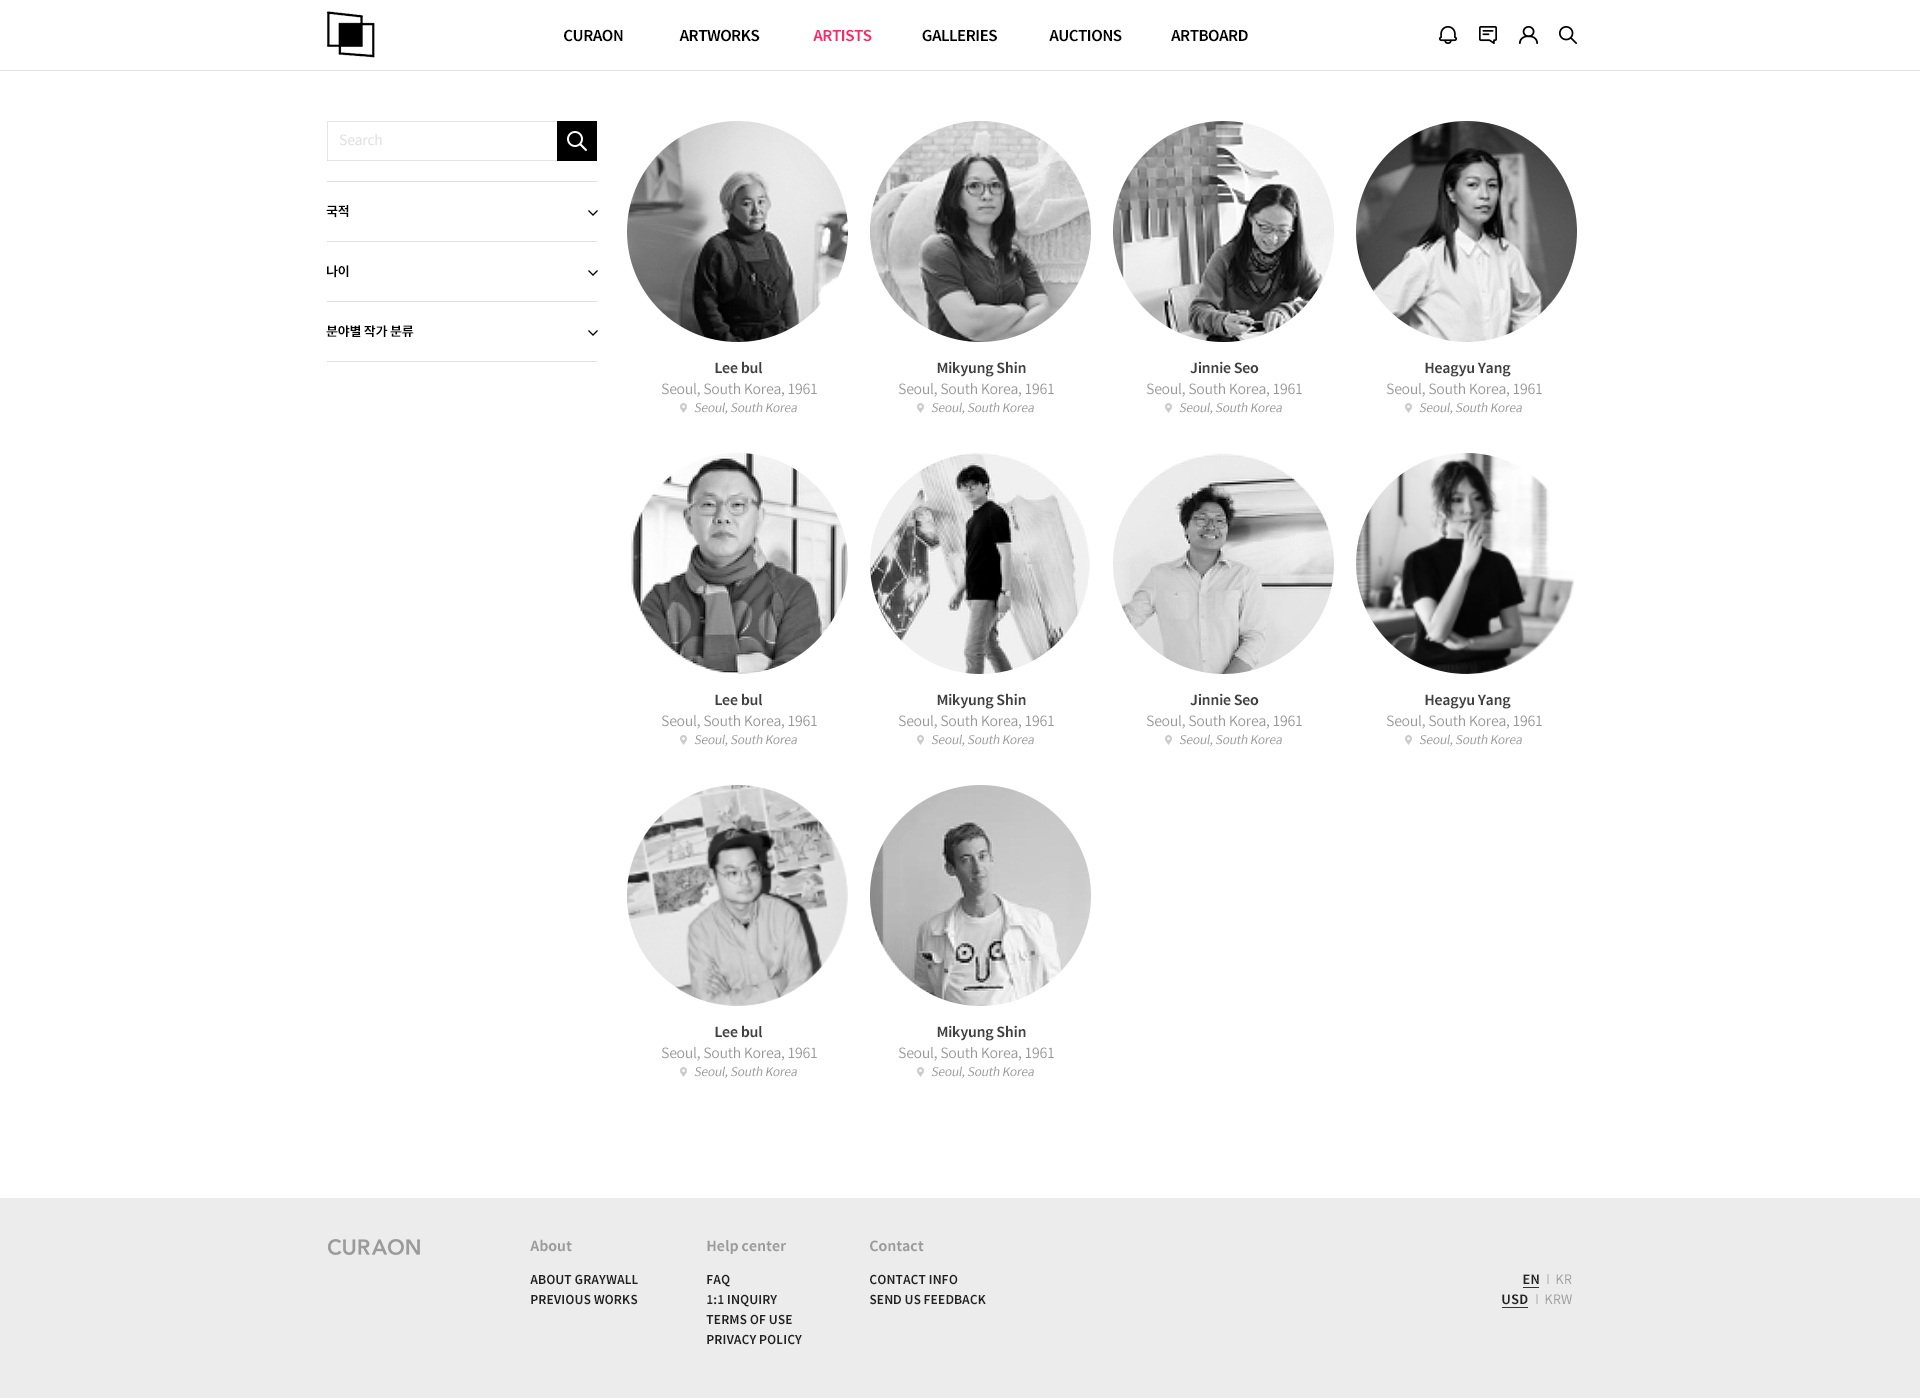 CURAON
ARTWORKS
ARTISTS
GALLERIES
AUCTIONS
ARTBOARD
Search
국적
나이
분야별 작가 분류
Lee bul
Seoul, South Korea, 1961
Seoul, South Korea
Mikyung Shin
Seoul, South Korea, 1961
Seoul, South Korea
Jinnie Seo
Seoul, South Korea, 1961
Seoul, South Korea
Heagyu Yang
Seoul, South Korea, 1961
Seoul, South Korea
Lee bul
Seoul, South Korea, 1961
Seoul, South Korea
Mikyung Shin
Seoul, South Korea, 1961
Seoul, South Korea
Jinnie Seo
Seoul, South Korea, 1961
Seoul, South Korea
Heagyu Yang
Seoul, South Korea, 1961
Seoul, South Korea
Lee bul
Seoul, South Korea, 1961
Seoul, South Korea
Mikyung Shin
Seoul, South Korea, 1961
Seoul, South Korea
CURAON
About
ABOUT GRAYWALL
PREVIOUS WORKS
Help center
FAQ
1:1 INQUIRY
TERMS OF USE
PRIVACY POLICY
Contact
CONTACT INFO
SEND US FEEDBACK
EN | KR
USD | KRW